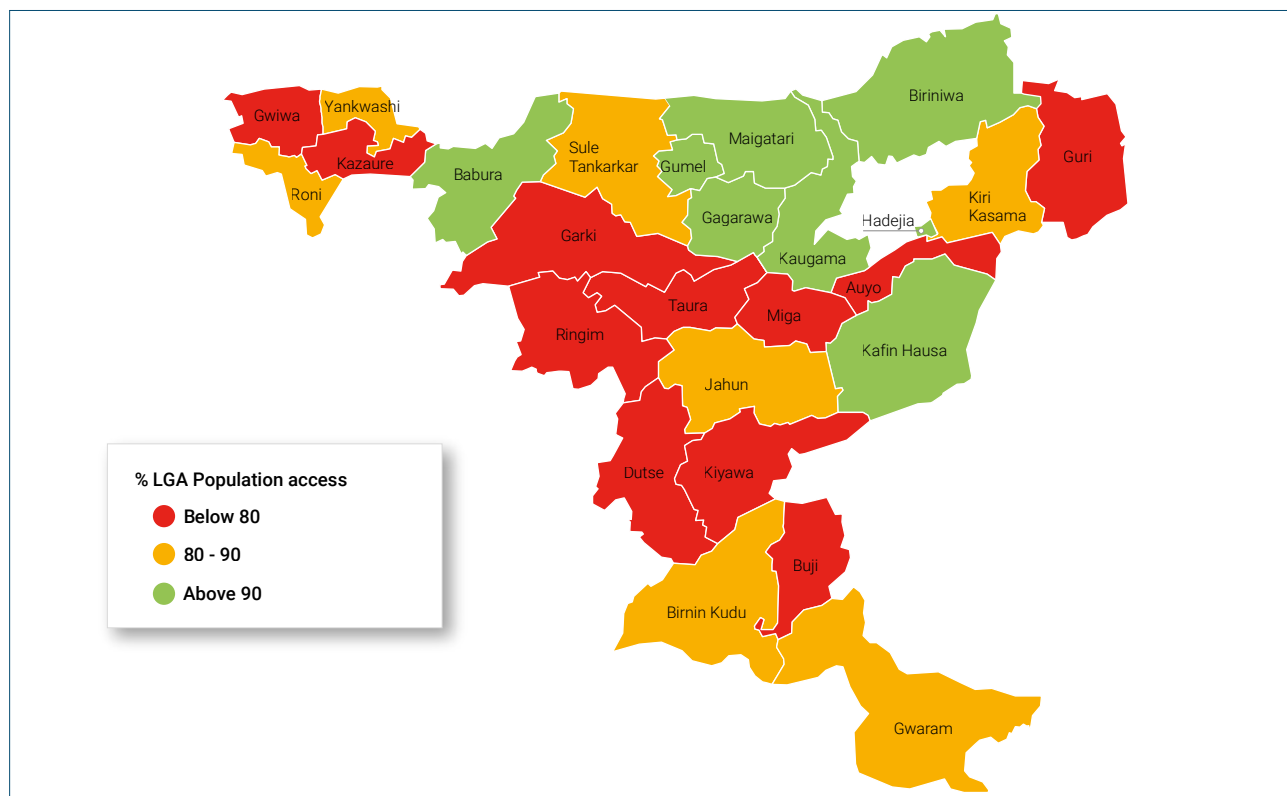 Biriniwa
Yankwashi
Gwiwa
Maigatari
Sule
Tankarkar
Guri
Kazaure
Gumel
Babura
Roni
Kiri
Kasama
Gagarawa
Hadejia
Garki
Kaugama
Auyo
Taura
Miga
Ringim
Kafin Hausa
Jahun
Dutse
Kiyawa
% LGA Population access
Below 80
80 - 90
Above 90
Buji
Birnin Kudu
Gwaram